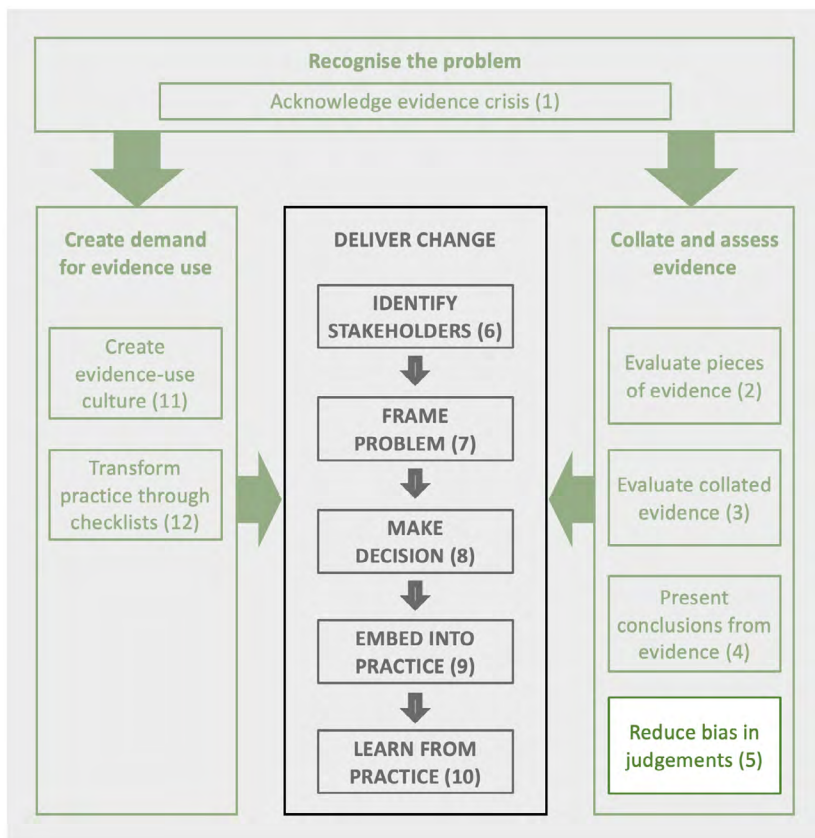 Recognise the problem
Acknowledge evidence crisis (1)
Create demand
for evidence use
Create
evidence-use
culture (11)
Transform
practice through
checklists (12)
DELIVER CHANGE
IDENTIFY
STAKEHOLDERS (6)
FRAME
PROBLEM (7)
MAKE
DECISION (8)
EMBED INTO
PRACTICE (9)
LEARN FROM
PRACTICE (10)
Collate and assess
evidence
Evaluate pieces
of evidence (2)
Evaluate collated
evidence (3)
Present
conclusions from
evidence (4)
Reduce bias in
judgements (5)